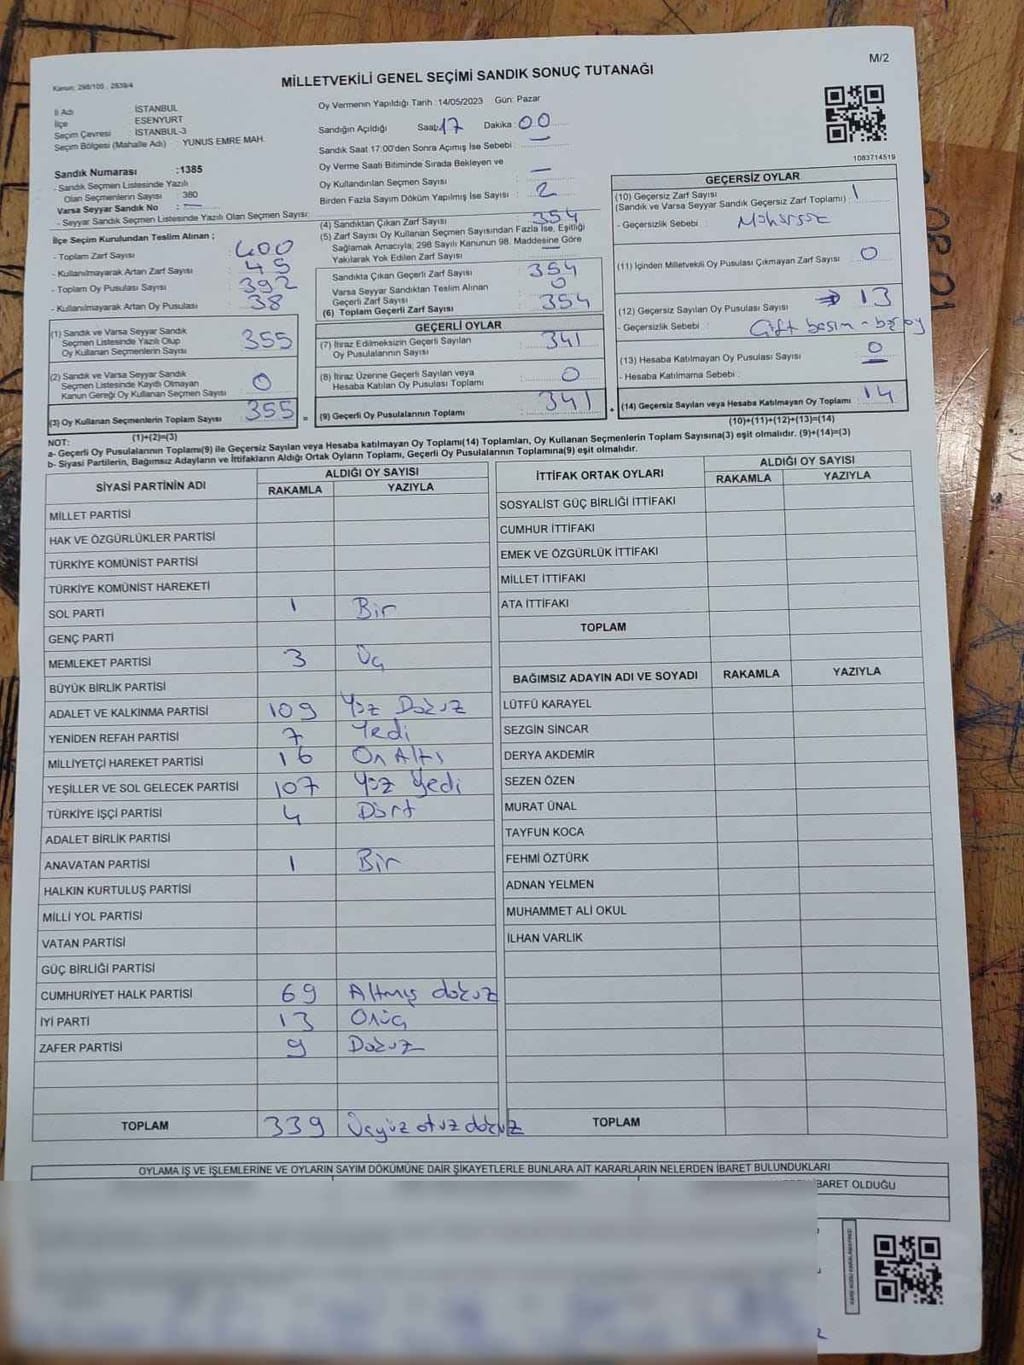 M/2
Kanun: 298/105 , 2839/4
MİLLETVEKİLİ GENEL SEÇİMİ SANDIK SONUÇ TUTANAĞI
İl Adı İSTANBUL
İlçe ESENYURT
Seçim Çevresi İSTANBUL-3
Seçim Bölgesi (Mahalle Adı) YUNUS EMRE MAH.
Sandık Numarası :1385
- Sandık Seçmen Listesinde Yazılı
Olan Seçmenlerin Sayısı : 380
Varsa Seyyar Sandık No : —
- Seyyar Sandık Seçmen Listesinde Yazılı Olan Seçmen Sayısı:
İlçe Seçim Kurulundan Teslim Alınan ;
- Toplam Zarf Sayısı 400
- Kullanılmayarak Artan Zarf Sayısı 45
- Toplam Oy Pusulası Sayısı 392
- Kullanılmayarak Artan Oy Pusulası 38
(1) Sandık ve Varsa Seyyar Sandık
Seçmen Listesinde Yazılı Olup
Oy Kullanan Seçmenlerin Sayısı 355
(2) Sandık ve Varsa Seyyar Sandık
Seçmen Listesinde Kayıtlı Olmayan
Kanun Gereği Oy Kullanan Seçmen Sayısı 0
(3) Oy Kullanan Seçmenlerin Toplam Sayısı 355
(1)+(2)=(3)
Oy Vermenin Yapıldığı Tarih :14/05/2023 Gün: Pazar
Sandığın Açıldığı Saat: 17 Dakika : 00
Sandık Saat 17:00'den Sonra Açımış İse Sebebi : —
Oy Verme Saati Bitiminde Sırada Bekleyen ve
Oy Kullandırılan Seçmen Sayısı —
Birden Fazla Sayım Döküm Yapılmış İse Sayısı : 2
(4) Sandıktan Çıkan Zarf Sayısı 354
(5) Zarf Sayısı Oy Kullanan Seçmen Sayısından Fazla İse, Eşitliği
Sağlamak Amacıyla; 298 Sayılı Kanunun 98. Maddesine Göre
Yakılarak Yok Edilen Zarf Sayısı —
Sandıkta Çıkan Geçerli Zarf Sayısı 354
Varsa Seyyar Sandıktan Teslim Alınan
Geçerli Zarf Sayısı 0
(6) Toplam Geçerli Zarf Sayısı 354
GEÇERLİ OYLAR
(7) İtiraz Edilmeksizin Geçerli Sayılan
Oy Pusulalarının Sayısı 341
(8) İtiraz Üzerine Geçerli Sayılan veya
Hesaba Katılan Oy Pusulası Toplamı 0
(9) Geçerli Oy Pusulalarının Toplamı 341
1083714519
GEÇERSİZ OYLAR
(10) Geçersiz Zarf Sayısı
(Sandık ve Varsa Seyyar Sandık Geçersiz Zarf Toplamı) : 1
- Geçersizlik Sebebi : Mühürsüz
(11) İçinden Milletvekili Oy Pusulası Çıkmayan Zarf Sayısı 0
(12) Geçersiz Sayılan Oy Pusulası Sayısı 13
- Geçersizlik Sebebi : Çift basım - boş oy
(13) Hesaba Katılmayan Oy Pusulası Sayısı 0
- Hesaba Katılmama Sebebi :
(14) Geçersiz Sayılan veya Hesaba Katılmayan Oy Toplamı : 14
(10)+(11)+(12)+(13)=(14)
NOT:
a- Geçerli Oy Pusulalarının Toplamı(9) ile Geçersiz Sayılan veya Hesaba katılmayan Oy Toplamı(14) Toplamları, Oy Kullanan Seçmenlerin Toplam Sayısına(3) eşit olmalıdır. (9)+(14)=(3)
b- Siyasi Partilerin, Bağımsız Adayların ve İttifakların Aldığı Ortak Oyların Toplamı, Geçerli Oy Pusulalarının Toplamına(9) eşit olmalıdır.
SİYASİ PARTİNİN ADI ALDIĞI OY SAYISI
RAKAMLA YAZIYLA
MİLLET PARTİSİ
HAK VE ÖZGÜRLÜKLER PARTİSİ
TÜRKİYE KOMÜNİST PARTİSİ
TÜRKİYE KOMÜNİST HAREKETİ
SOL PARTİ 1 Bir
GENÇ PARTİ
MEMLEKET PARTİSİ 3 Üç
BÜYÜK BİRLİK PARTİSİ
ADALET VE KALKINMA PARTİSİ 109 Yüz Dokuz
YENİDEN REFAH PARTİSİ 7 Yedi
MİLLİYETÇİ HAREKET PARTİSİ 16 On Altı
YEŞİLLER VE SOL GELECEK PARTİSİ 107 Yüz Yedi
TÜRKİYE İŞÇİ PARTİSİ 4 Dört
ADALET BİRLİK PARTİSİ
ANAVATAN PARTİSİ 1 Bir
HALKIN KURTULUŞ PARTİSİ
MİLLİ YOL PARTİSİ
VATAN PARTİSİ
GÜÇ BİRLİĞİ PARTİSİ
CUMHURİYET HALK PARTİSİ 69 Altmış dokuz
İYİ PARTİ 13 Onüç
ZAFER PARTİSİ 9 Dokuz
TOPLAM 339 Üçyüz otuz dokuz
İTTİFAK ORTAK OYLARI ALDIĞI OY SAYISI
RAKAMLA YAZIYLA
SOSYALİST GÜÇ BİRLİĞİ İTTİFAKI
CUMHUR İTTİFAKI
EMEK VE ÖZGÜRLÜK İTTİFAKI
MİLLET İTTİFAKI
ATA İTTİFAKI
TOPLAM
BAĞIMSIZ ADAYIN ADI VE SOYADI RAKAMLA YAZIYLA
LÜTFÜ KARAYEL
SEZGİN SİNCAR
DERYA AKDEMİR
SEZEN ÖZEN
MURAT ÜNAL
TAYFUN KOCA
FEHMİ ÖZTÜRK
ADNAN YELMEN
MUHAMMET ALİ OKUL
İLHAN VARLIK
TOPLAM
OYLAMA İŞ VE İŞLEMLERİNE VE OYLARIN SAYIM DÖKÜMÜNE DAİR ŞİKAYETLERLE BUNLARA AİT KARARLARIN NELERDEN İBARET BULUNDUKLARI
İBARET OLDUĞU